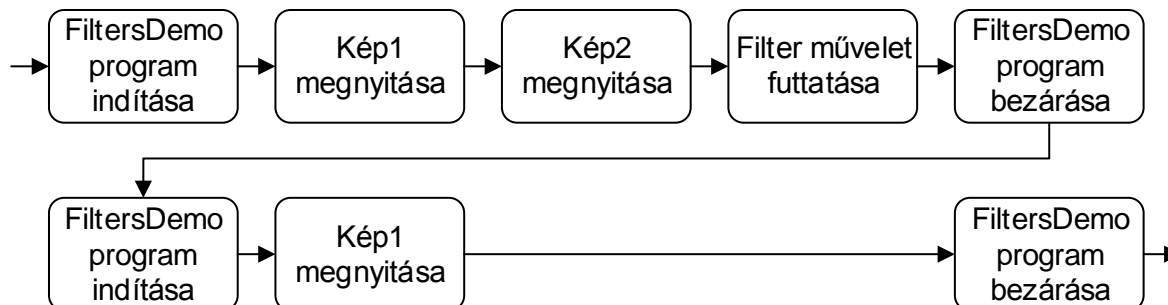 FiltersDemo
program
indítása
Kép1
megnyitása
Kép2
megnyitása
Filter művelet
futtatása
FiltersDemo
program
bezárása
FiltersDemo
program
indítása
Kép1
megnyitása
FiltersDemo
program
bezárása